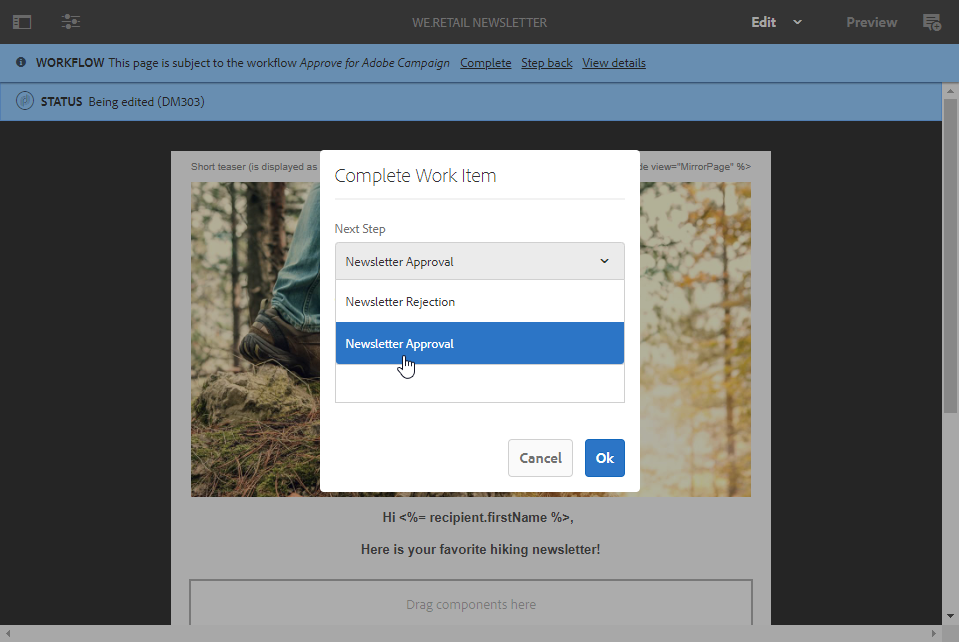 WE.RETAIL NEWSLETTER Edit Preview
WORKFLOW This page is subject to the workflow Approve for Adobe Campaign Complete Step back View details
STATUS Being edited (DM303)
Short teaser (is displayed as
de view="MirrorPage" %>
Complete Work Item
Next Step
Newsletter Approval
Newsletter Rejection
Newsletter Approval
Cancel Ok
Hi <%= recipient.firstName %>,
Here is your favorite hiking newsletter!
Drag components here